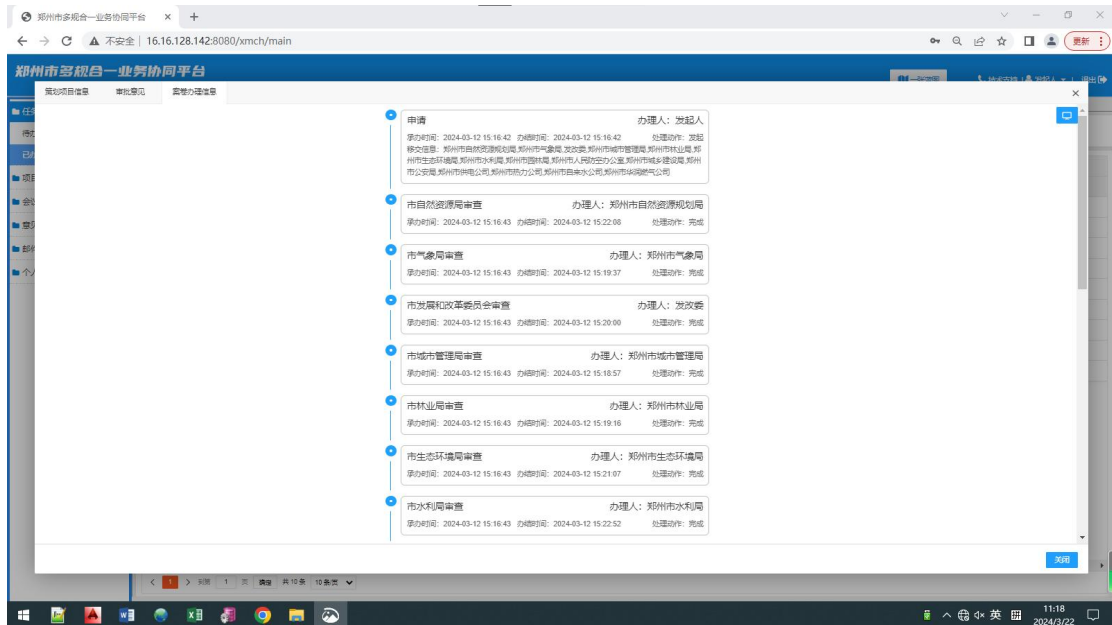 郑州市多规合一业务协同平台
不安全 16.16.128.142:8080/xmch/main
更新
郑州市多规合一业务协同平台
策划项目信息 审批意见 案卷办理信息
申请 办理人：发起人
承办时间：2024-03-12 15:16:42 办结时间：2024-03-12 15:16:42 处理动作：发起
移交信息：郑州市自然资源规划局,郑州市气象局,发改委,郑州市城市管理局,郑州市林业局,郑
州市生态环境局,郑州市水利局,郑州市园林局,郑州市人民防空办公室,郑州市城乡建设局,郑州
市公安局,郑州市供电公司,郑州市热力公司,郑州市自来水公司,郑州市华润燃气公司
市自然资源局审查 办理人：郑州市自然资源规划局
承办时间：2024-03-12 15:16:43 办结时间：2024-03-12 15:22:08 处理动作：完成
市气象局审查 办理人：郑州市气象局
承办时间：2024-03-12 15:16:43 办结时间：2024-03-12 15:19:37 处理动作：完成
市发展和改革委员会审查 办理人：发改委
承办时间：2024-03-12 15:16:43 办结时间：2024-03-12 15:20:00 处理动作：完成
市城市管理局审查 办理人：郑州市城市管理局
承办时间：2024-03-12 15:16:43 办结时间：2024-03-12 15:18:57 处理动作：完成
市林业局审查 办理人：郑州市林业局
承办时间：2024-03-12 15:16:43 办结时间：2024-03-12 15:19:16 处理动作：完成
市生态环境局审查 办理人：郑州市生态环境局
承办时间：2024-03-12 15:16:43 办结时间：2024-03-12 15:21:07 处理动作：完成
市水利局审查 办理人：郑州市水利局
承办时间：2024-03-12 15:16:43 办结时间：2024-03-12 15:22:52 处理动作：完成
关闭
1 到第 1 页 确定 共10条 10条/页
英 11:18
2024/3/22